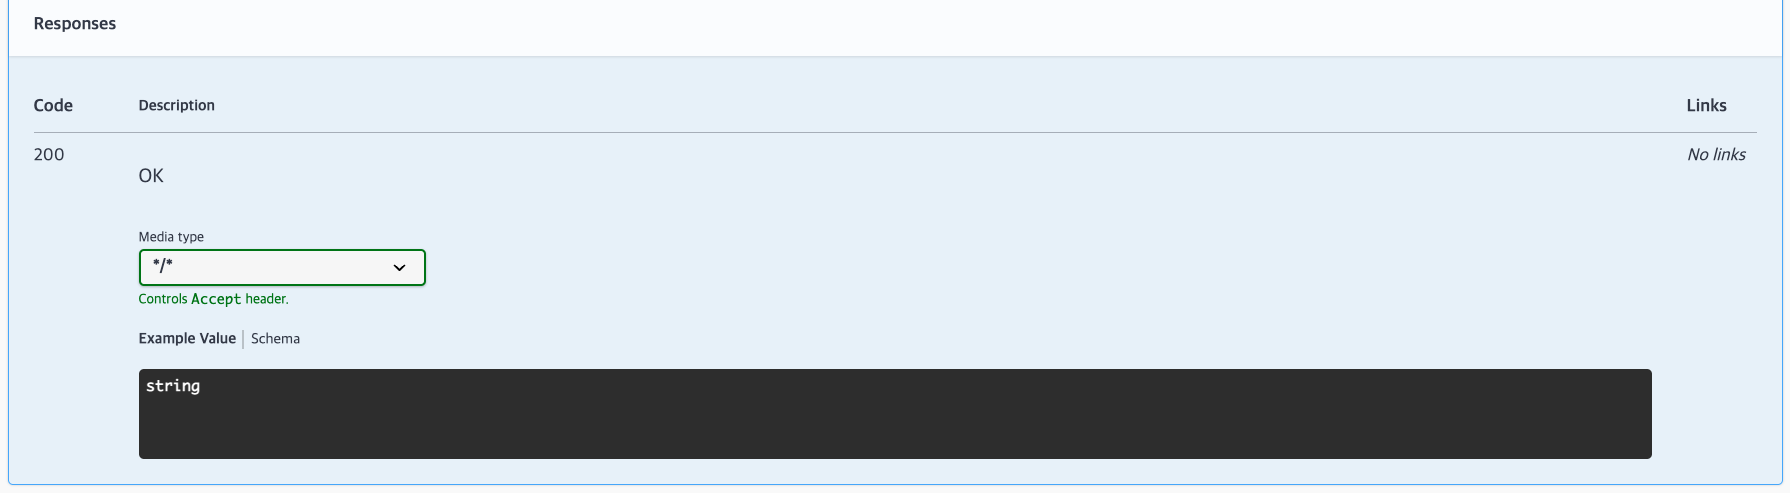 Responses
Code Description Links
200 No links
OK
Media type
*/*
Controls Accept header.
Example Value Schema
string